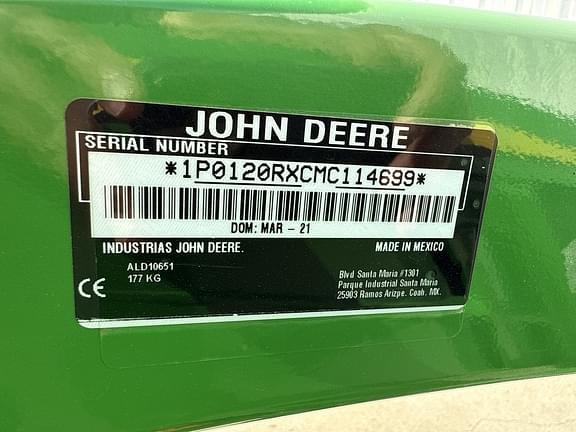 JOHN DEERE
SERIAL NUMBER
*1P0120RXCMC114699*
DOM: MAR - 21
INDUSTRIAS JOHN DEERE.
MADE IN MEXICO
ALD10651
177 KG
Blvd Santa Maria #1301
Parque Industrial Santa Maria
25903 Ramos Arizpe. Coah. MX.
CE